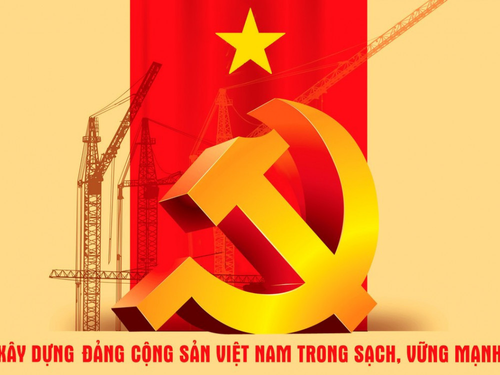 XÂY DỰNG ĐẢNG CỘNG SẢN VIỆT NAM TRONG SẠCH, VỮNG MẠNH